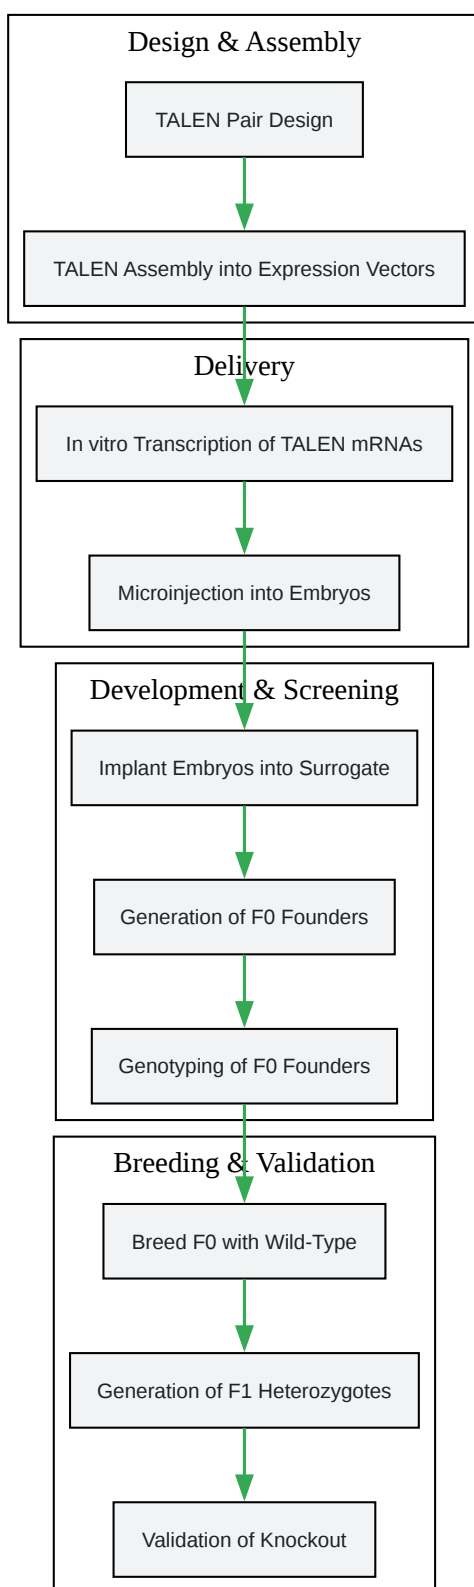 Design & Assembly
TALEN Pair Design
TALEN Assembly into Expression Vectors
Delivery
In vitro Transcription of TALEN mRNAs
Microinjection into Embryos
Development & Screening
Implant Embryos into Surrogate
Generation of F0 Founders
Genotyping of F0 Founders
Breeding & Validation
Breed F0 with Wild-Type
Generation of F1 Heterozygotes
Validation of Knockout